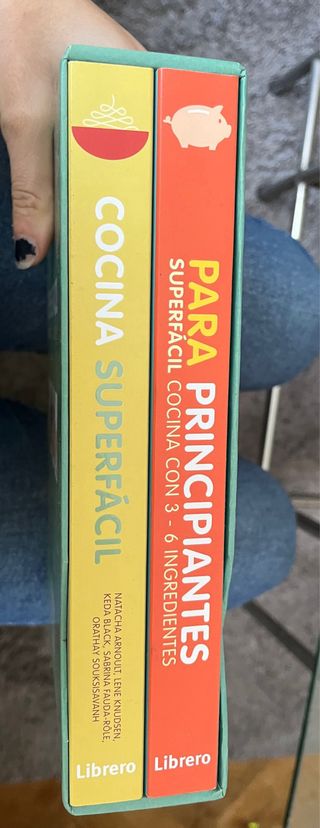 COCINA SUPERFÁCIL
NATACHA ARNOULT, LENE KNUDSEN,
KEDA BLACK, SABRINA FAUDA-RÔLE,
ORATHAY SOUKSISAVANH
Librero
PARA PRINCIPIANTES
SUPERFÁCIL COCINA CON 3 - 6 INGREDIENTES
Librero